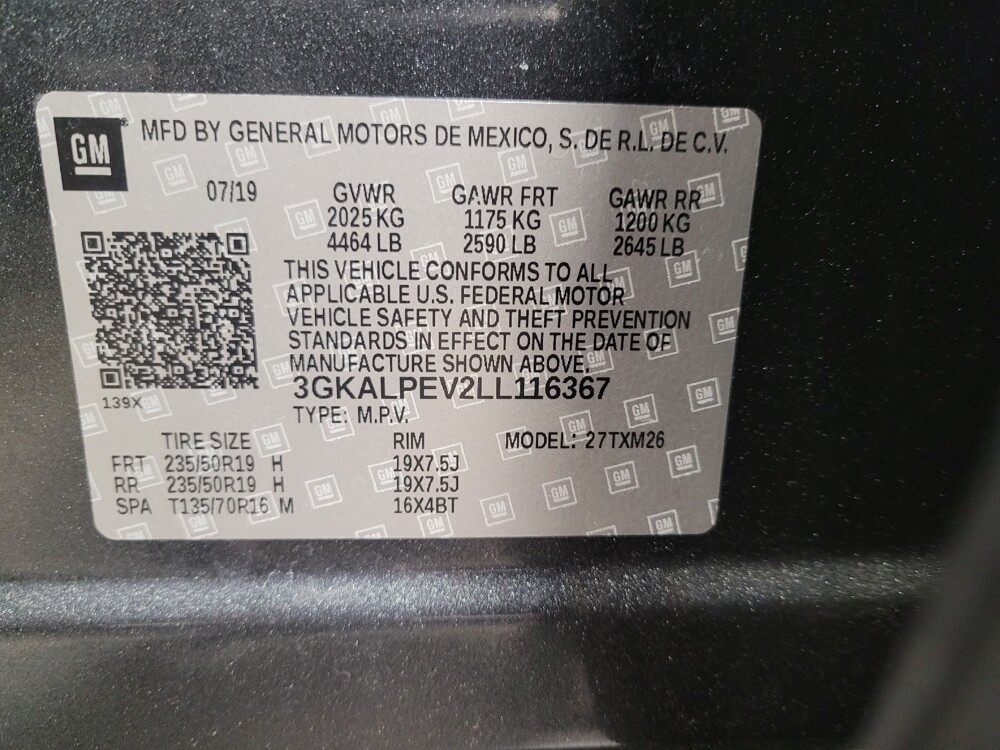 GM
MFD BY GENERAL MOTORS DE MEXICO, S. DE R.L. DE C.V.
07/19 GVWR GAWR FRT GAWR RR
2025 KG 1175 KG 1200 KG
4464 LB 2590 LB 2645 LB
THIS VEHICLE CONFORMS TO ALL
APPLICABLE U.S. FEDERAL MOTOR
VEHICLE SAFETY AND THEFT PREVENTION
STANDARDS IN EFFECT ON THE DATE OF
MANUFACTURE SHOWN ABOVE.
3GKALPEV2LL116367
139X
TYPE: M.P.V.
TIRE SIZE RIM MODEL: 27TXM26
FRT 235/50R19 H 19X7.5J
RR 235/50R19 H 19X7.5J
SPA T135/70R16 M 16X4BT